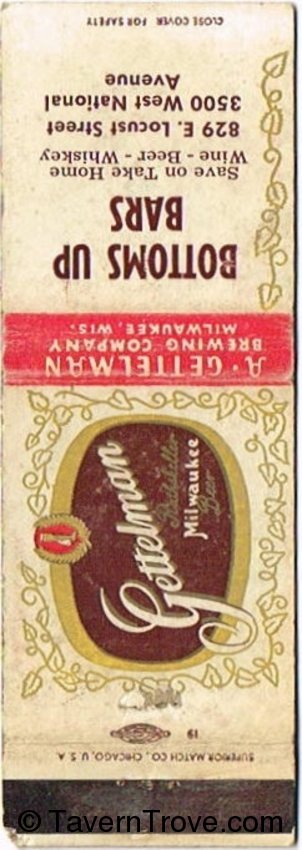 CLOSE COVER FOR SAFETY
BOTTOMS UP
BARS
Save on Take Home
Wine - Beer - Whiskey
829 E. Locust Street
3500 West National
Avenue
A. GETTELMAN
BREWING COMPANY
MILWAUKEE, WIS.
Gettelman
Milwaukee
Beer
19
SUPERIOR MATCH CO., CHICAGO, U.S.A.
© TavernTrove.com